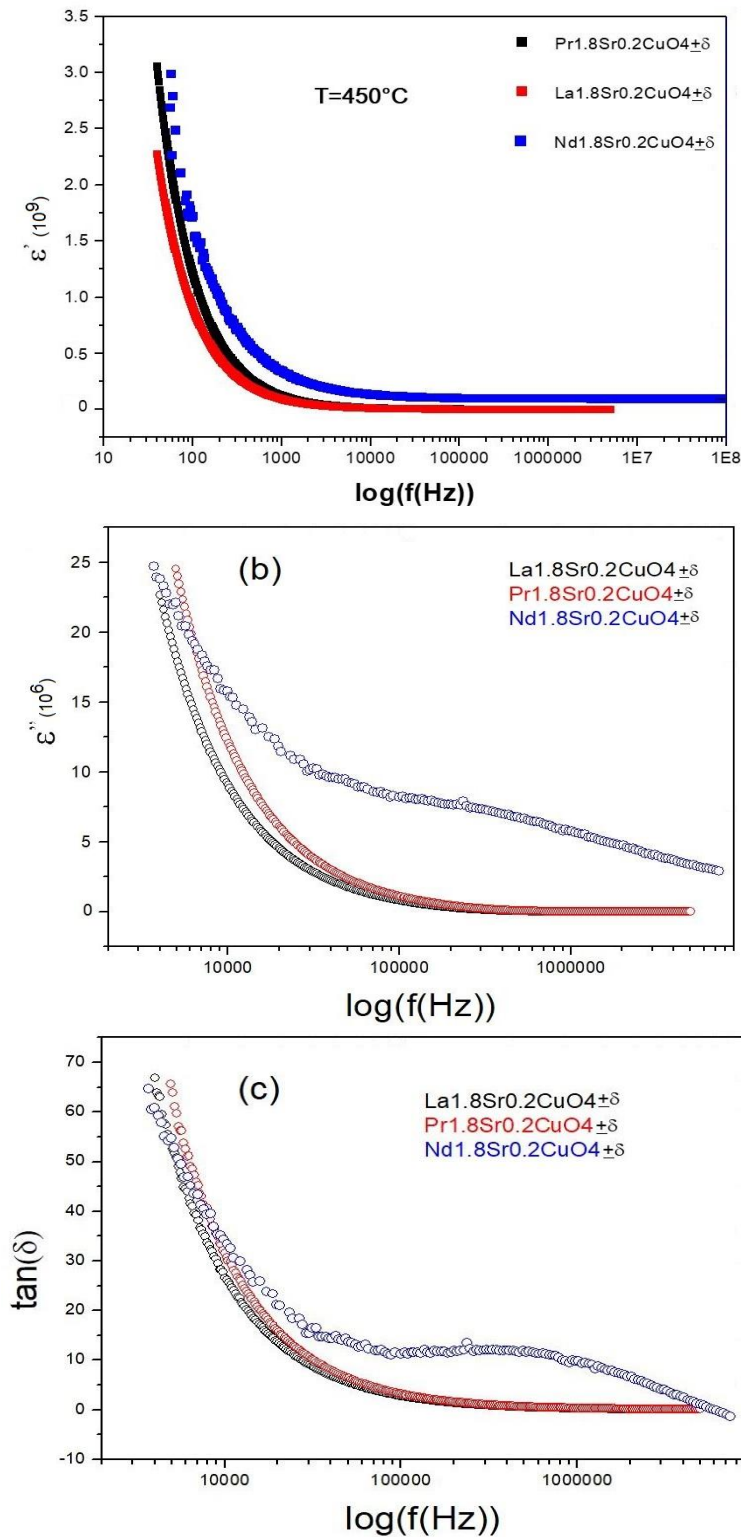 3.5
3.0
2.5
2.0
1.5
1.0
0.5
0
ε' (10⁹)
T=450°C
Pr1.8Sr0.2CuO4±δ
La1.8Sr0.2CuO4±δ
Nd1.8Sr0.2CuO4±δ
10 100 1000 10000 100000 1000000 1E7 1E8
log(f(Hz))
(b)
La1.8Sr0.2CuO4±δ
Pr1.8Sr0.2CuO4±δ
Nd1.8Sr0.2CuO4±δ
25
20
15
10
5
0
ε'' (10⁶)
10000 100000 1000000
log(f(Hz))
(c)
La1.8Sr0.2CuO4±δ
Pr1.8Sr0.2CuO4±δ
Nd1.8Sr0.2CuO4±δ
70
60
50
40
30
20
10
0
-10
tan(δ)
10000 100000 1000000
log(f(Hz))